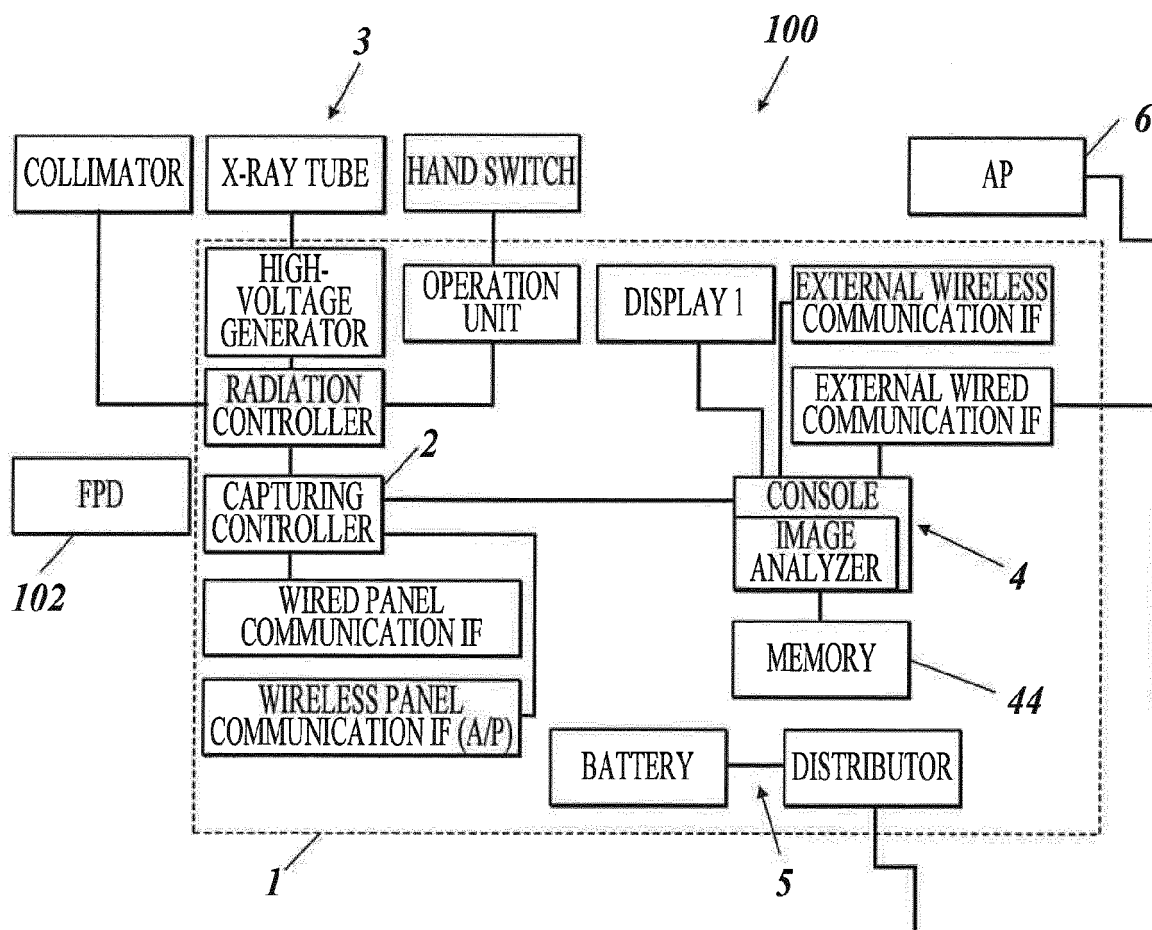 100
3
6
COLLIMATOR
X-RAY TUBE
HAND SWITCH
AP
HIGH-
VOLTAGE
GENERATOR
OPERATION
UNIT
DISPLAY 1
EXTERNAL WIRELESS
COMMUNICATION IF
RADIATION
CONTROLLER
EXTERNAL WIRED
COMMUNICATION IF
2
FPD
102
CAPTURING
CONTROLLER
CONSOLE
IMAGE
ANALYZER
4
WIRED PANEL
COMMUNICATION IF
MEMORY
44
WIRELESS PANEL
COMMUNICATION IF (A/P)
BATTERY
DISTRIBUTOR
1
5